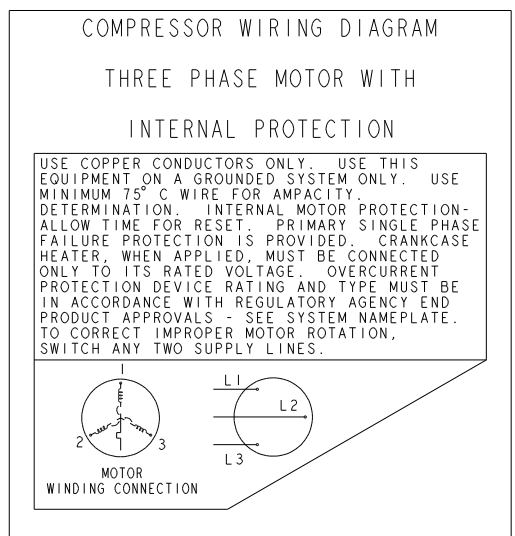 COMPRESSOR WIRING DIAGRAM
THREE PHASE MOTOR WITH
INTERNAL PROTECTION
USE COPPER CONDUCTORS ONLY. USE THIS
EQUIPMENT ON A GROUNDED SYSTEM ONLY. USE
MINIMUM 75° C WIRE FOR AMPACITY.
DETERMINATION. INTERNAL MOTOR PROTECTION-
ALLOW TIME FOR RESET. PRIMARY SINGLE PHASE
FAILURE PROTECTION IS PROVIDED. CRANKCASE
HEATER, WHEN APPLIED, MUST BE CONNECTED
ONLY TO ITS RATED VOLTAGE. OVERCURRENT
PROTECTION DEVICE RATING AND TYPE MUST BE
IN ACCORDANCE WITH REGULATORY AGENCY END
PRODUCT APPROVALS - SEE SYSTEM NAMEPLATE.
TO CORRECT IMPROPER MOTOR ROTATION,
SWITCH ANY TWO SUPPLY LINES.
1
2
3
MOTOR
WINDING CONNECTION
L1
L2
L3